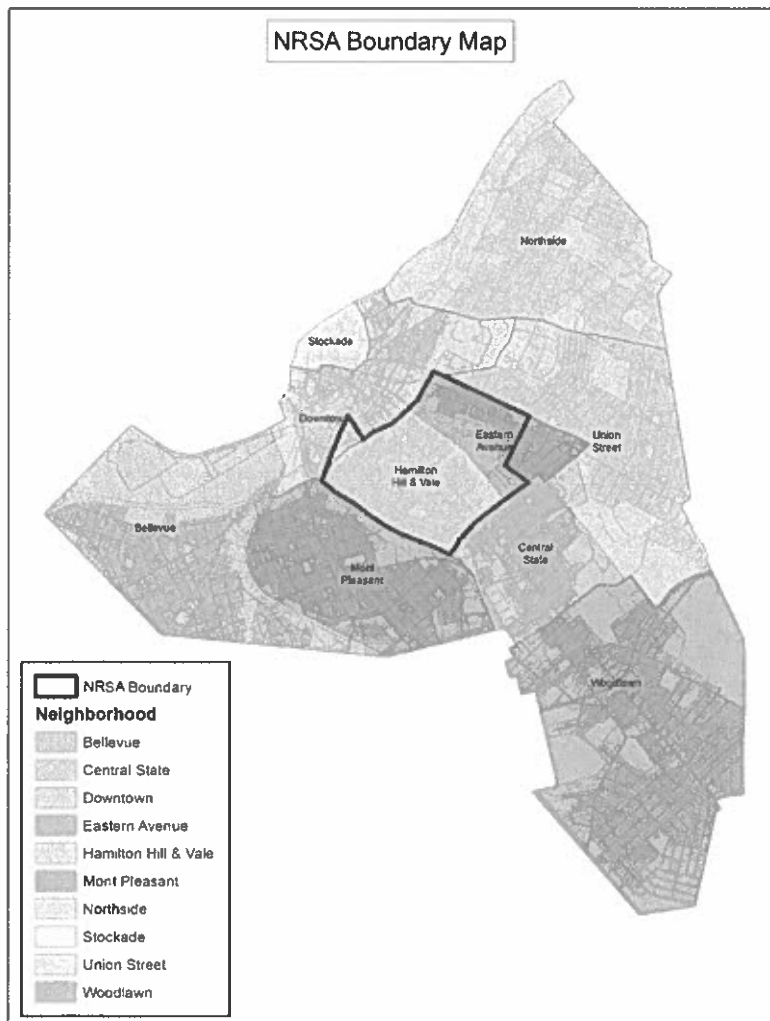 NRSA Boundary Map
Northside
Stockade
Downtown
Eastern
Avenue
Union
Street
Hamilton
Hill & Vale
Bellevue
Central
State
Mont
Pleasant
Woodlawn
NRSA Boundary
Neighborhood
Bellevue
Central State
Downtown
Eastern Avenue
Hamilton Hill & Vale
Mont Pleasant
Northside
Stockade
Union Street
Woodlawn